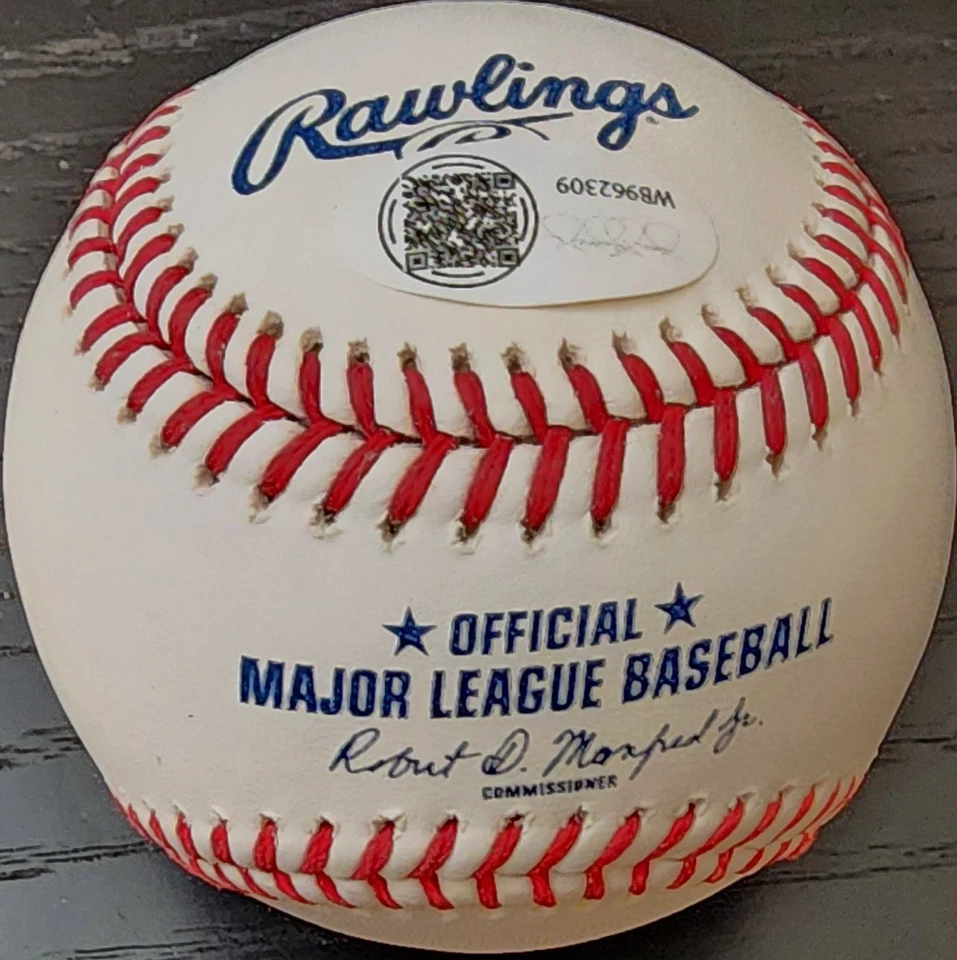 Rawlings
WB962309
★ OFFICIAL ★
MAJOR LEAGUE BASEBALL
Robert D. Manfred Jr.
COMMISSIONER